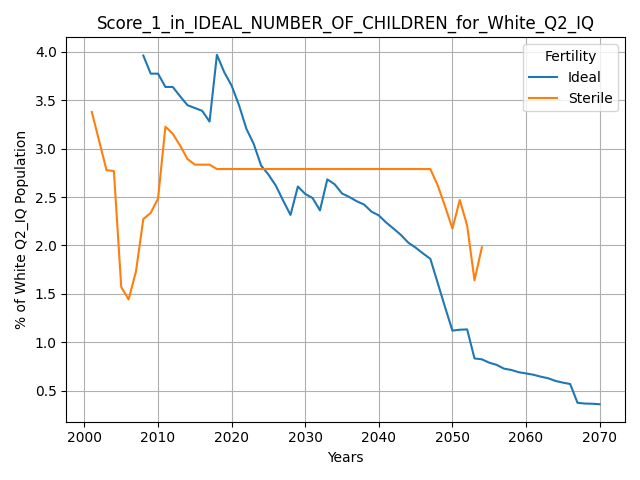 Score_1_in_IDEAL_NUMBER_OF_CHILDREN_for_White_Q2_IQ
Fertility
Ideal
Sterile
% of White Q2_IQ Population
4.0
3.5
3.0
2.5
2.0
1.5
1.0
0.5
2000 2010 2020 2030 2040 2050 2060 2070
Years